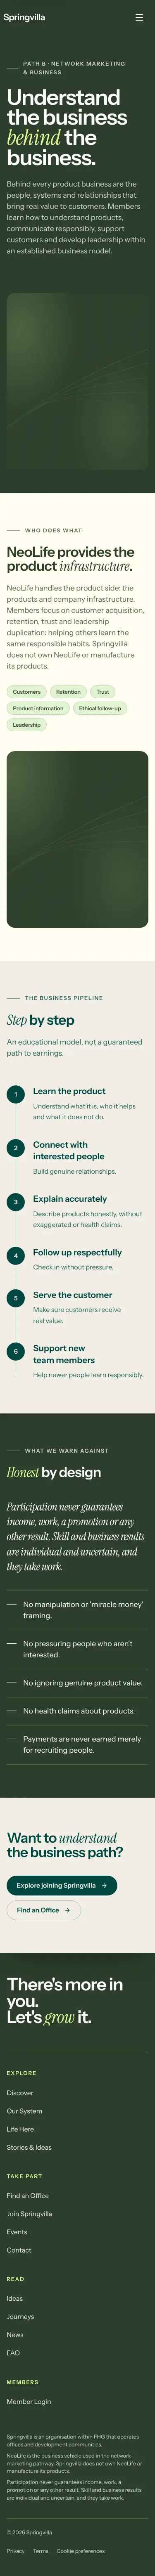 Springvilla
PATH B · NETWORK MARKETING
& BUSINESS
Understand
the business
behind the
business.
Behind every product business are the
people, systems and relationships that
bring real value to customers. Members
learn how to understand products,
communicate responsibly, support
customers and develop leadership within
an established business model.
WHO DOES WHAT
NeoLife provides the
product infrastructure.
NeoLife handles the product side: the
products and company infrastructure.
Members focus on customer acquisition,
retention, trust and leadership
duplication: helping others learn the
same responsible habits. Springvilla
does not own NeoLife or manufacture
its products.
Customers Retention Trust
Product information Ethical follow-up
Leadership
THE BUSINESS PIPELINE
Step by step
An educational model, not a guaranteed
path to earnings.
1 Learn the product
Understand what it is, who it helps
and what it does not do.
2 Connect with
interested people
Build genuine relationships.
3 Explain accurately
Describe products honestly, without
exaggerated or health claims.
4 Follow up respectfully
Check in without pressure.
5 Serve the customer
Make sure customers receive
real value.
6 Support new
team members
Help newer people learn responsibly.
WHAT WE WARN AGAINST
Honest by design
Participation never guarantees
income, work, a promotion or any
other result. Skill and business results
are individual and uncertain, and
they take work.
No manipulation or 'miracle money'
framing.
No pressuring people who aren't
interested.
No ignoring genuine product value.
No health claims about products.
Payments are never earned merely
for recruiting people.
Want to understand
the business path?
Explore joining Springvilla →
Find an Office →
There's more in
you.
Let's grow it.
EXPLORE
Discover
Our System
Life Here
Stories & Ideas
TAKE PART
Find an Office
Join Springvilla
Events
Contact
READ
Ideas
Journeys
News
FAQ
MEMBERS
Member Login
Springvilla is an organisation within FHG that operates
offices and development communities.
NeoLife is the business vehicle used in the network-
marketing pathway. Springvilla does not own NeoLife or
manufacture its products.
Participation never guarantees income, work, a
promotion or any other result. Skill and business results
are individual and uncertain, and they take work.
© 2026 Springvilla
Privacy Terms Cookie preferences